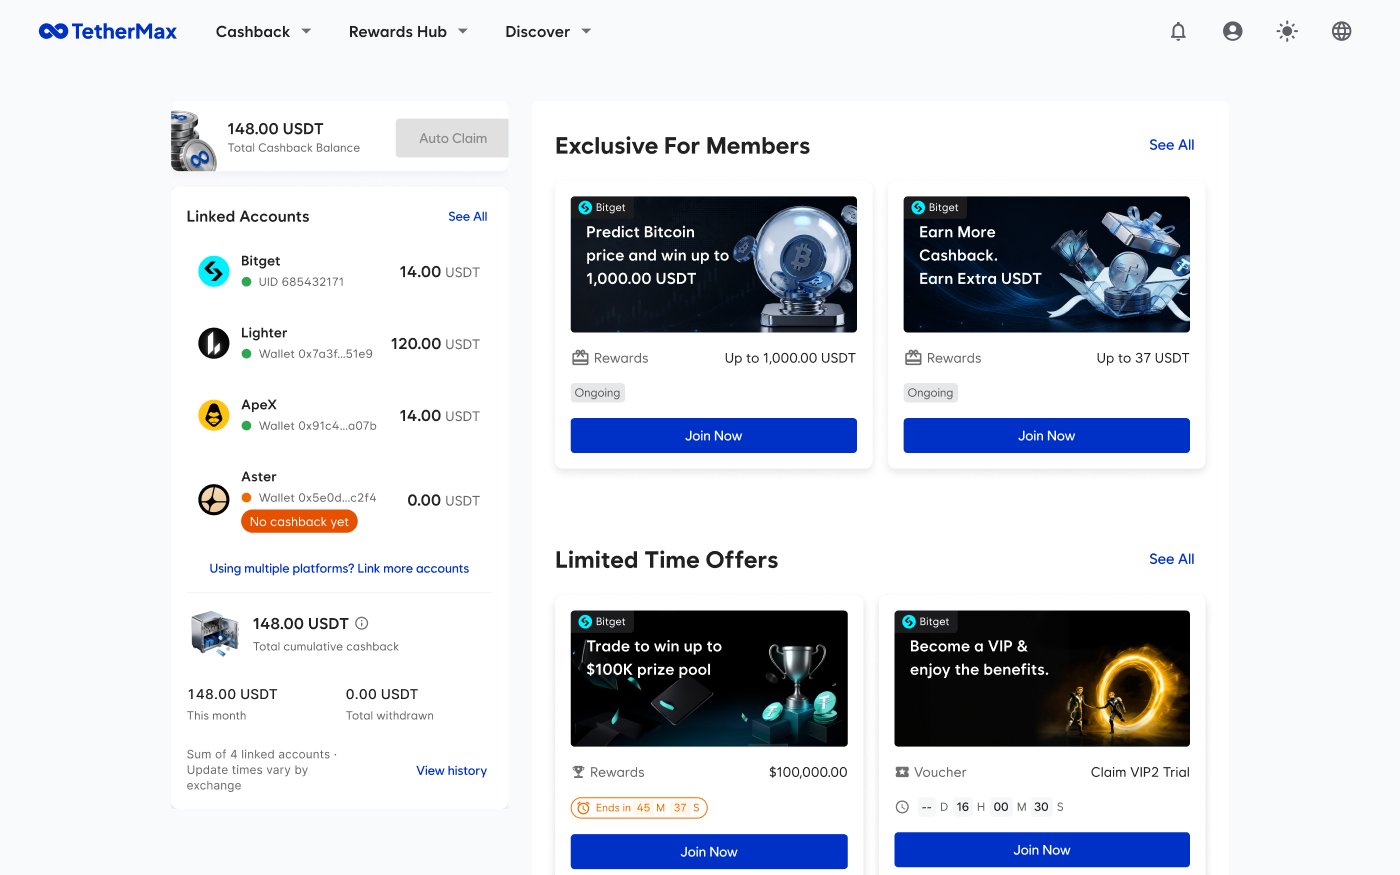 TetherMax
Cashback
Rewards Hub
Discover
148.00 USDT
Total Cashback Balance
Auto Claim
Linked Accounts
See All
Bitget
UID 685432171
14.00 USDT
Lighter
Wallet 0x7a3f...51e9
120.00 USDT
ApeX
Wallet 0x91c4...a07b
14.00 USDT
Aster
Wallet 0x5e0d...c2f4
No cashback yet
0.00 USDT
Using multiple platforms? Link more accounts
148.00 USDT
Total cumulative cashback
148.00 USDT
This month
0.00 USDT
Total withdrawn
Sum of 4 linked accounts ·
Update times vary by
exchange
View history
Exclusive For Members
See All
Bitget
Predict Bitcoin
price and win up to
1,000.00 USDT
Rewards
Up to 1,000.00 USDT
Ongoing
Join Now
Bitget
Earn More
Cashback.
Earn Extra USDT
Rewards
Up to 37 USDT
Ongoing
Join Now
Limited Time Offers
See All
Bitget
Trade to win up to
$100K prize pool
Rewards
$100,000.00
Ends in 45 M 37 S
Join Now
Bitget
Become a VIP &
enjoy the benefits.
Voucher
Claim VIP2 Trial
-- D 16 H 00 M 30 S
Join Now